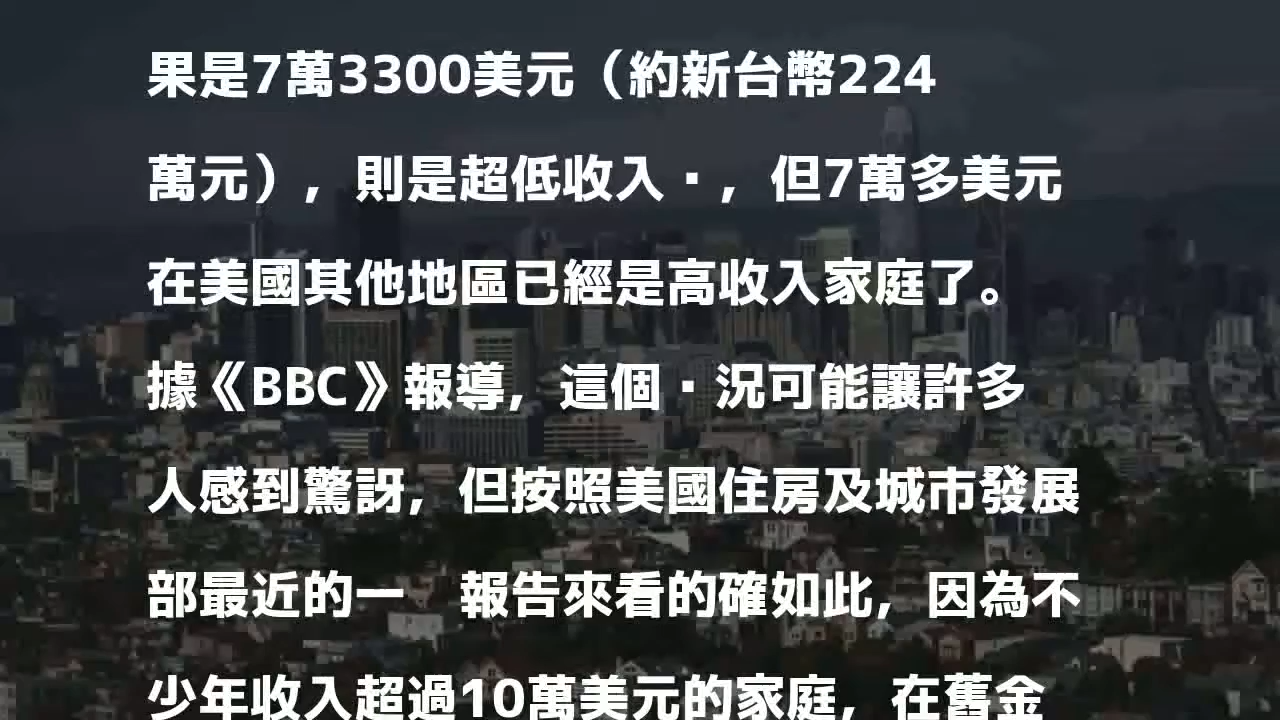 果是7萬3300美元（約新台幣224
萬元），則是超低收入▪，但7萬多美元
在美國其他地區已經是高收入家庭了。
據《BBC》報導，這個▪況可能讓許多
人感到驚訝，但按照美國住房及城市發展
部最近的一　報告來看的確如此，因為不
少年收入超過10萬美元的家庭，在舊金